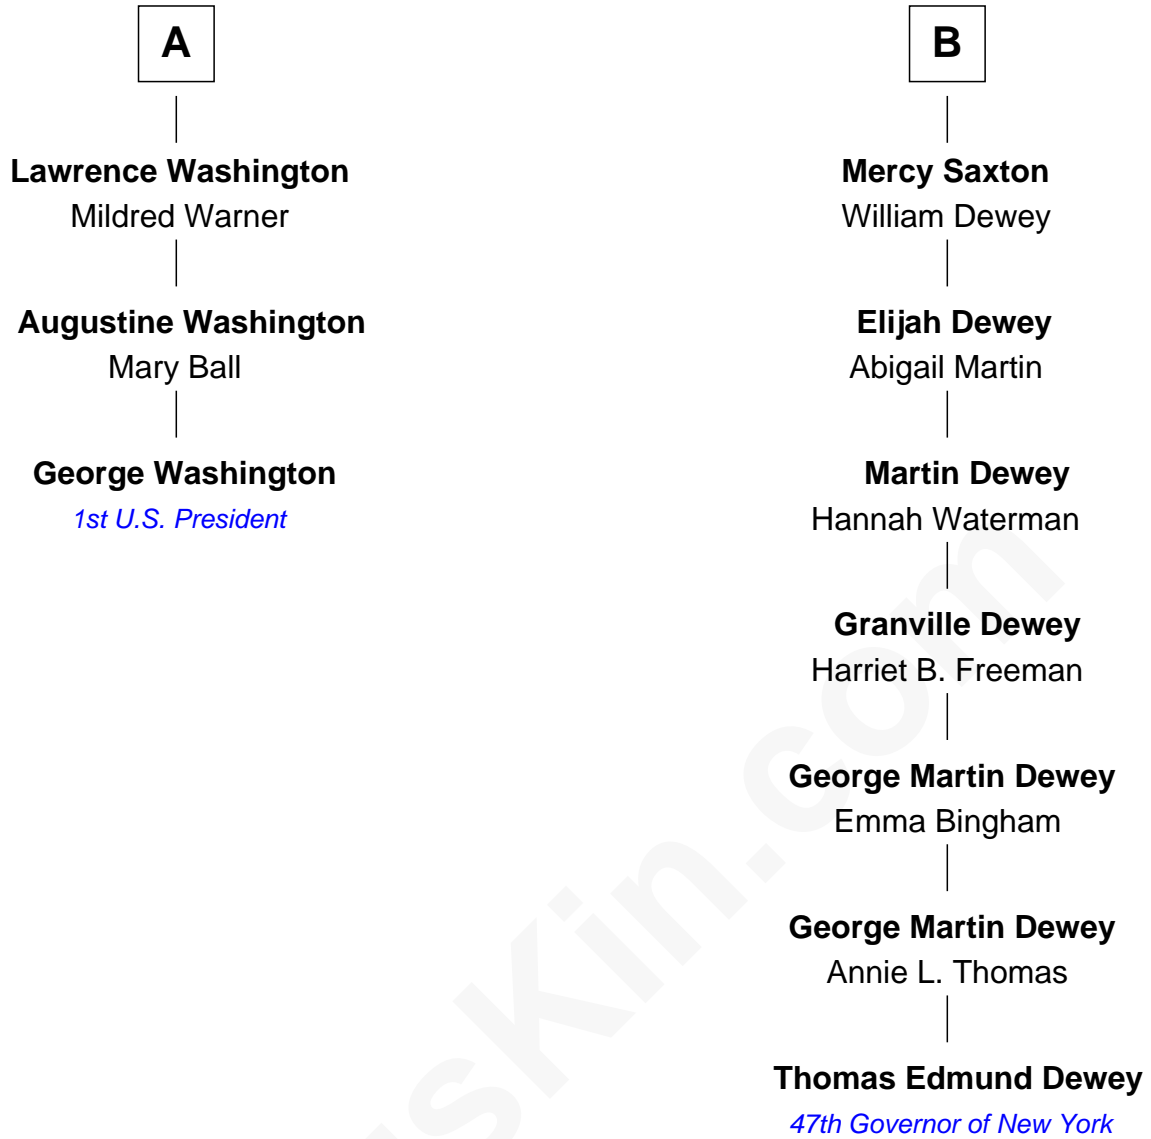 A
Lawrence Washington
Mildred Warner
Augustine Washington
Mary Ball
George Washington
1st U.S. President
B
Mercy Saxton
William Dewey
Elijah Dewey
Abigail Martin
Martin Dewey
Hannah Waterman
Granville Dewey
Harriet B. Freeman
George Martin Dewey
Emma Bingham
George Martin Dewey
Annie L. Thomas
Thomas Edmund Dewey
47th Governor of New York